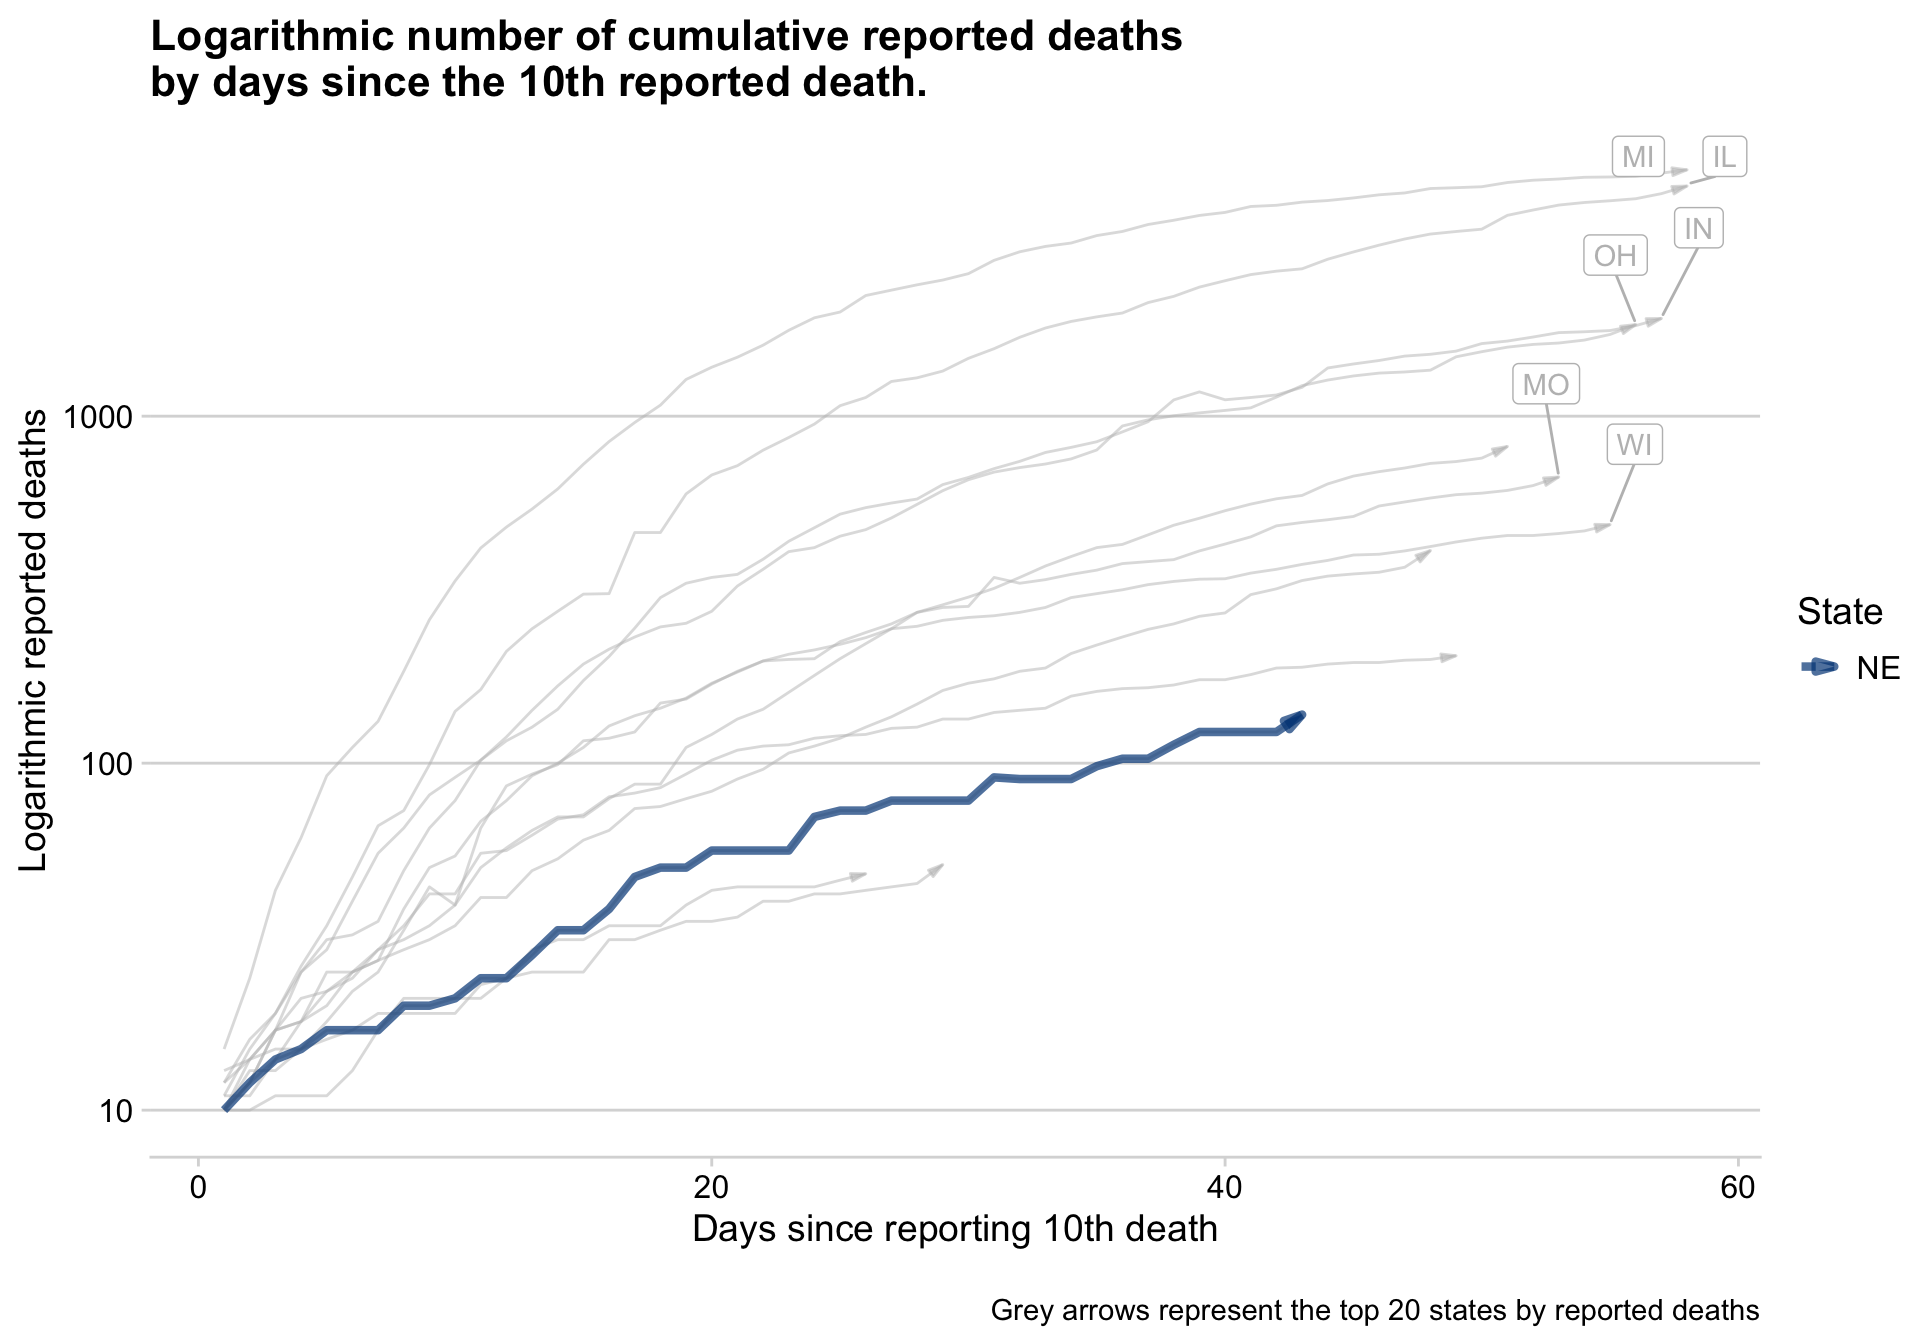 Logarithmic number of cumulative reported deaths
by days since the 10th reported death.
MI
IL
IN
OH
MO
WI
1000
100
10
Logarithmic reported deaths
State
NE
0
20
40
60
Days since reporting 10th death
Grey arrows represent the top 20 states by reported deaths